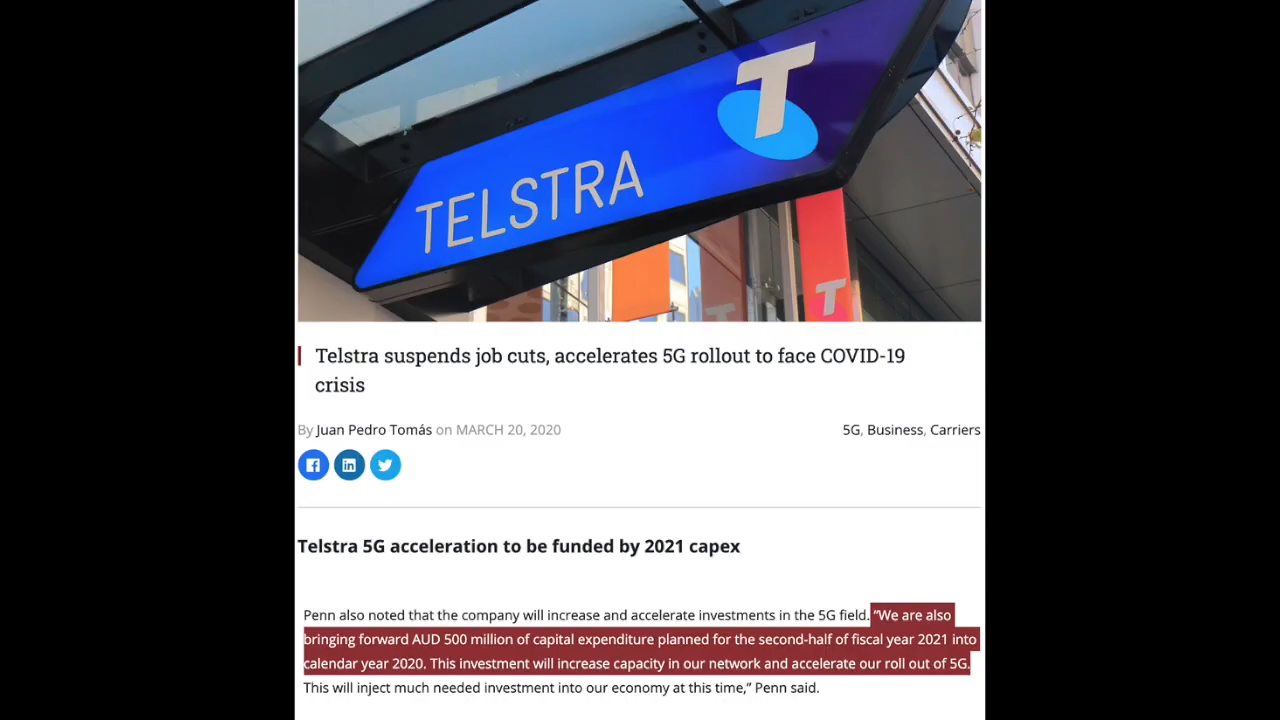 T
TELSTRA
T
Telstra suspends job cuts, accelerates 5G rollout to face COVID-19
crisis
By Juan Pedro Tomás on MARCH 20, 2020
5G, Business, Carriers
Telstra 5G acceleration to be funded by 2021 capex
Penn also noted that the company will increase and accelerate investments in the 5G field. “We are also
bringing forward AUD 500 million of capital expenditure planned for the second-half of fiscal year 2021 into
calendar year 2020. This investment will increase capacity in our network and accelerate our roll out of 5G.
This will inject much needed investment into our economy at this time,” Penn said.